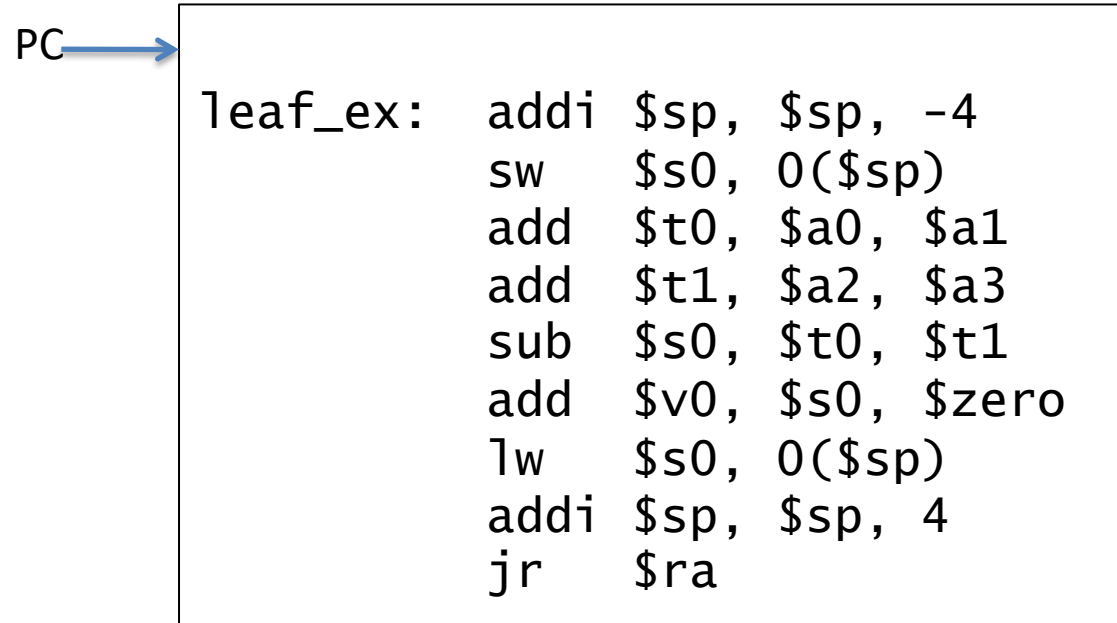 PC
leaf_ex: addi $sp, $sp, -4
sw $s0, 0($sp)
add $t0, $a0, $a1
add $t1, $a2, $a3
sub $s0, $t0, $t1
add $v0, $s0, $zero
lw $s0, 0($sp)
addi $sp, $sp, 4
jr $ra